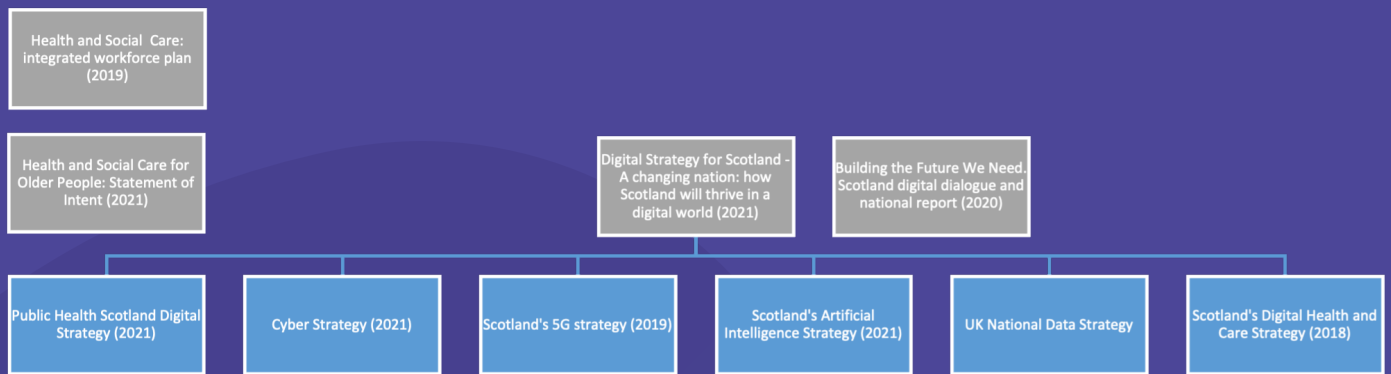 Health and Social Care:
integrated workforce plan
(2019)
Health and Social Care for
Older People: Statement of
Intent (2021)
Digital Strategy for Scotland -
A changing nation: how
Scotland will thrive in a
digital world (2021)
Building the Future We Need.
Scotland digital dialogue and
national report (2020)
Public Health Scotland Digital
Strategy (2021)
Cyber Strategy (2021)
Scotland's 5G strategy (2019)
Scotland's Artificial
Intelligence Strategy (2021)
UK National Data Strategy
Scotland's Digital Health and
Care Strategy (2018)